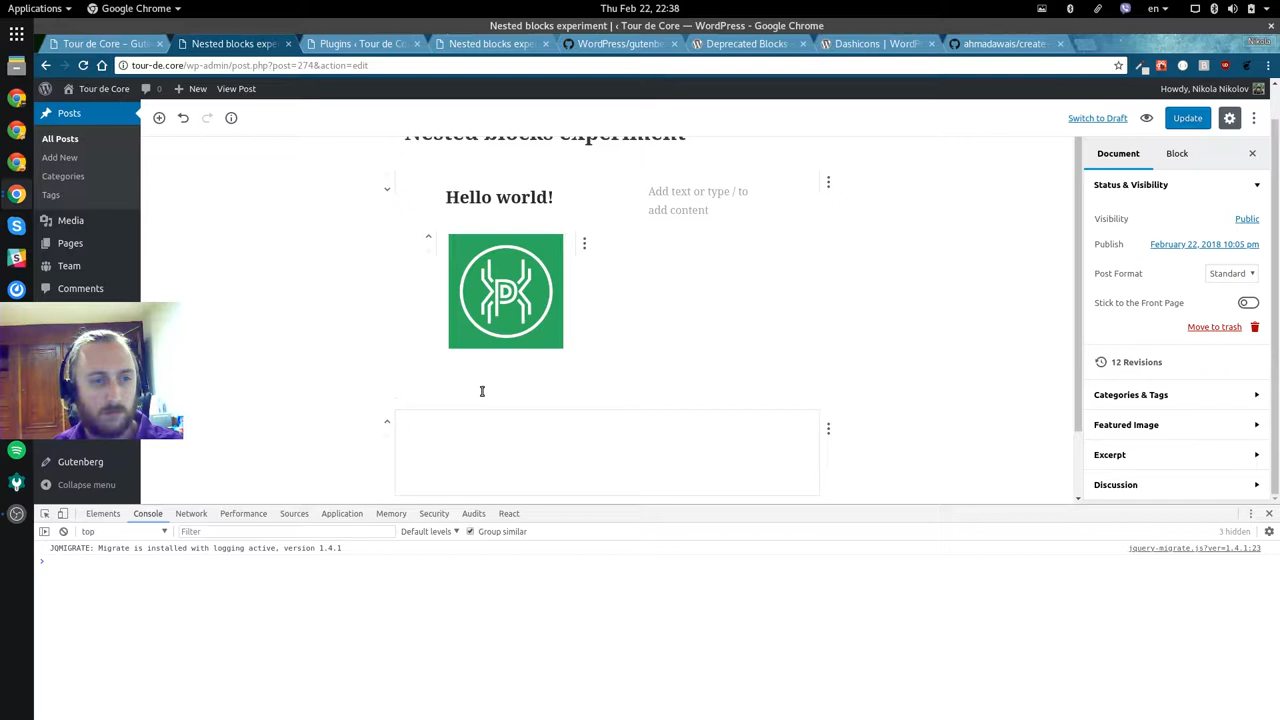 Applications
Google Chrome
Thu Feb 22, 22:38
en
Nested blocks experiment | Tour de Core — WordPress - Google Chrome
Tour de Core – Gut
Nested blocks expe
Plugins ‹ Tour de C
Nested blocks expe
WordPress/gutenb
Deprecated Blocks
Dashicons | WordP
ahmadawais/create-
Nikola
tour-de.core/wp-admin/post.php?post=274&action=edit
Tour de Core
0
New
View Post
Howdy, Nikola Nikolov
Posts
All Posts
Add New
Categories
Tags
Media
Pages
Team
Comments
Gutenberg
Collapse menu
Switch to Draft
Update
Nested blocks experiment
Hello world!
Add text or type / to
add content
Document
Block
Status & Visibility
Visibility
Public
Publish
February 22, 2018 10:05 pm
Post Format
Standard
Stick to the Front Page
Move to trash
12 Revisions
Categories & Tags
Featured Image
Excerpt
Discussion
Elements
Console
Network
Performance
Sources
Application
Memory
Security
Audits
React
top
Filter
Default levels
Group similar
3 hidden
JQMIGRATE: Migrate is installed with logging active, version 1.4.1
jquery-migrate.js?ver=1.4.1:23